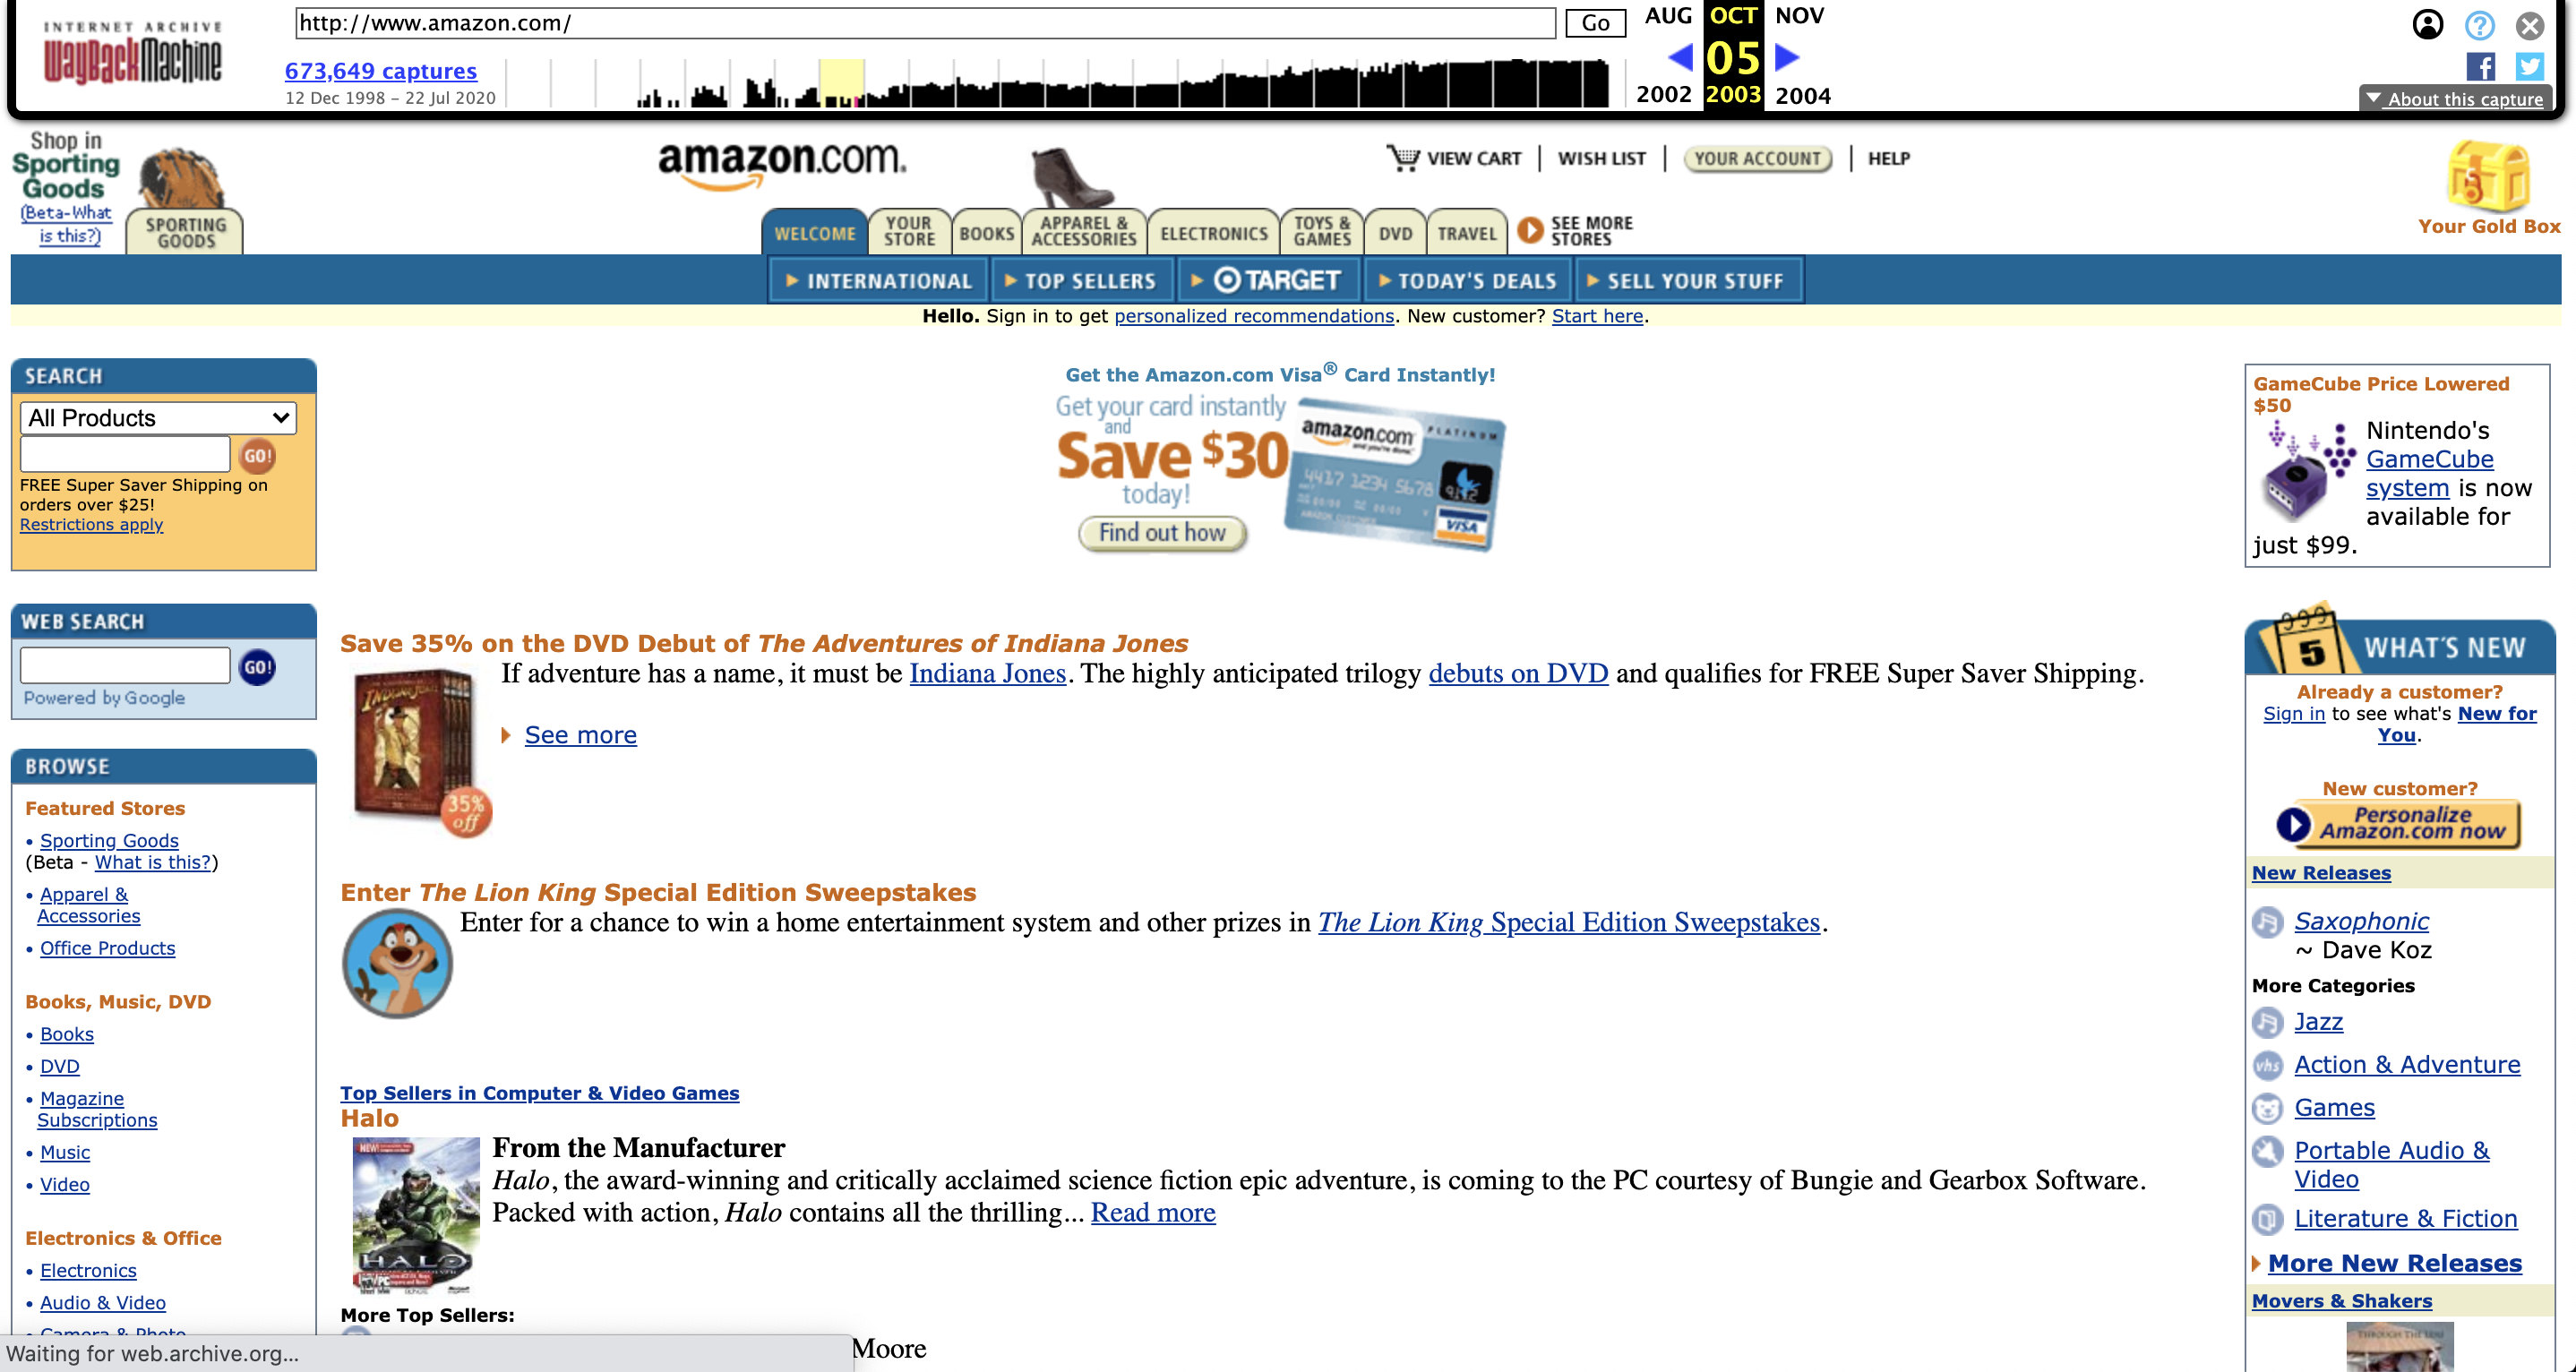 INTERNET ARCHIVE
WayBackMachine
http://www.amazon.com/
Go
673,649 captures
12 Dec 1998 – 22 Jul 2020
AUG OCT NOV
05
2002 2003 2004
About this capture
Shop in
Sporting
Goods
(Beta-What
is this?)
SPORTING
GOODS
amazon.com.
VIEW CART | WISH LIST | YOUR ACCOUNT | HELP
5
Your Gold Box
WELCOME
YOUR
STORE
BOOKS
APPAREL &
ACCESSORIES
ELECTRONICS
TOYS &
GAMES
DVD
TRAVEL
SEE MORE
STORES
INTERNATIONAL
TOP SELLERS
TARGET
TODAY'S DEALS
SELL YOUR STUFF
Hello. Sign in to get personalized recommendations. New customer? Start here.
SEARCH
All Products
GO!
FREE Super Saver Shipping on
orders over $25!
Restrictions apply
WEB SEARCH
GO!
Powered by Google
BROWSE
Featured Stores
• Sporting Goods
(Beta - What is this?)
• Apparel &
Accessories
• Office Products
Books, Music, DVD
• Books
• DVD
• Magazine
Subscriptions
• Music
• Video
Electronics & Office
• Electronics
• Audio & Video
• Camera & Photo
Get the Amazon.com Visa® Card Instantly!
Get your card instantly
and
Save $30
today!
Find out how
amazon.com PLATINUM
and you're done.
4417 1234 5678 9112
VISA
Save 35% on the DVD Debut of The Adventures of Indiana Jones
If adventure has a name, it must be Indiana Jones. The highly anticipated trilogy debuts on DVD and qualifies for FREE Super Saver Shipping.
See more
INDIANA JONES
35%
off
Enter The Lion King Special Edition Sweepstakes
Enter for a chance to win a home entertainment system and other prizes in The Lion King Special Edition Sweepstakes.
Top Sellers in Computer & Video Games
Halo
NEW!
HALO
PC
From the Manufacturer
Halo, the award-winning and critically acclaimed science fiction epic adventure, is coming to the PC courtesy of Bungie and Gearbox Software.
Packed with action, Halo contains all the thrilling... Read more
More Top Sellers:
Moore
GameCube Price Lowered
$50
Nintendo's
GameCube
system is now
available for
just $99.
5
WHAT'S NEW
Already a customer?
Sign in to see what's New for
You.
New customer?
Personalize
Amazon.com now
New Releases
Saxophonic
~ Dave Koz
More Categories
Jazz
vhs
Action & Adventure
Games
Portable Audio &
Video
Literature & Fiction
More New Releases
Movers & Shakers
THROUGH THE LENS
Waiting for web.archive.org...